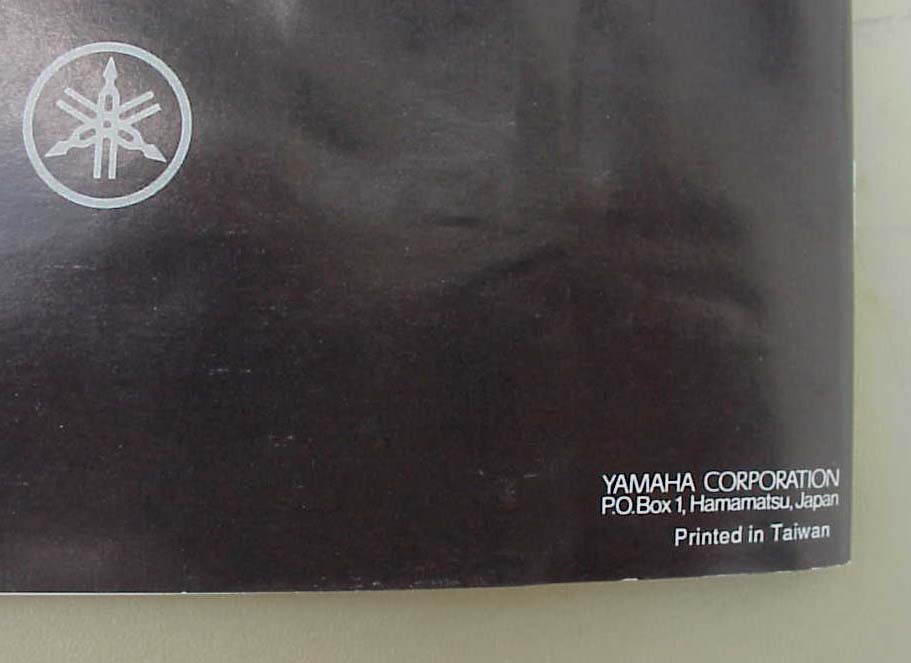 YAMAHA CORPORATION
P.O.Box 1, Hamamatsu, Japan
Printed in Taiwan